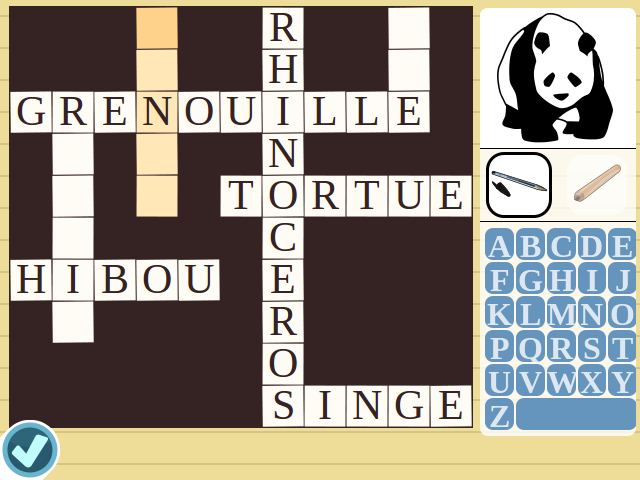 R
H
GRENOUILLE
N
TORTUE
C
HIBOU E
R
O
SINGE
A B C D E
F G H I J
K L M N O
P Q R S T
U V W X Y
Z